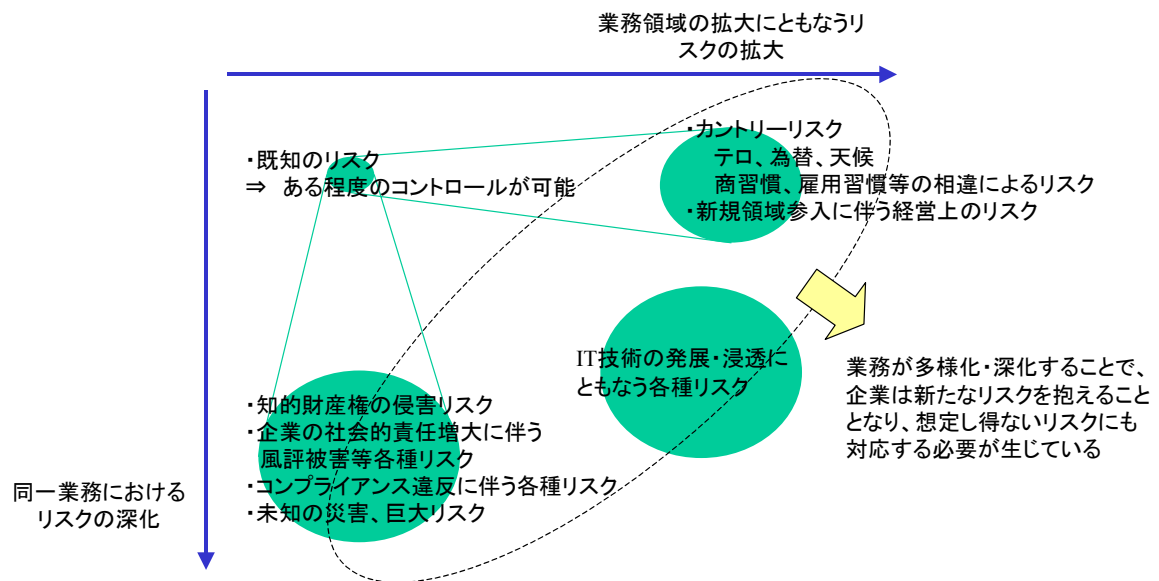 業務領域の拡大にともなうリ
スクの拡大
・既知のリスク
⇒ ある程度のコントロールが可能
・カントリーリスク
テロ、為替、天候
商習慣、雇用習慣等の相違によるリスク
・新規領域参入に伴う経営上のリスク
IT技術の発展・浸透に
ともなう各種リスク
業務が多様化・深化することで、
企業は新たなリスクを抱えること
となり、想定し得ないリスクにも
対応する必要が生じている
・知的財産権の侵害リスク
・企業の社会的責任増大に伴う
風評被害等各種リスク
・コンプライアンス違反に伴う各種リスク
・未知の災害、巨大リスク
同一業務における
リスクの深化